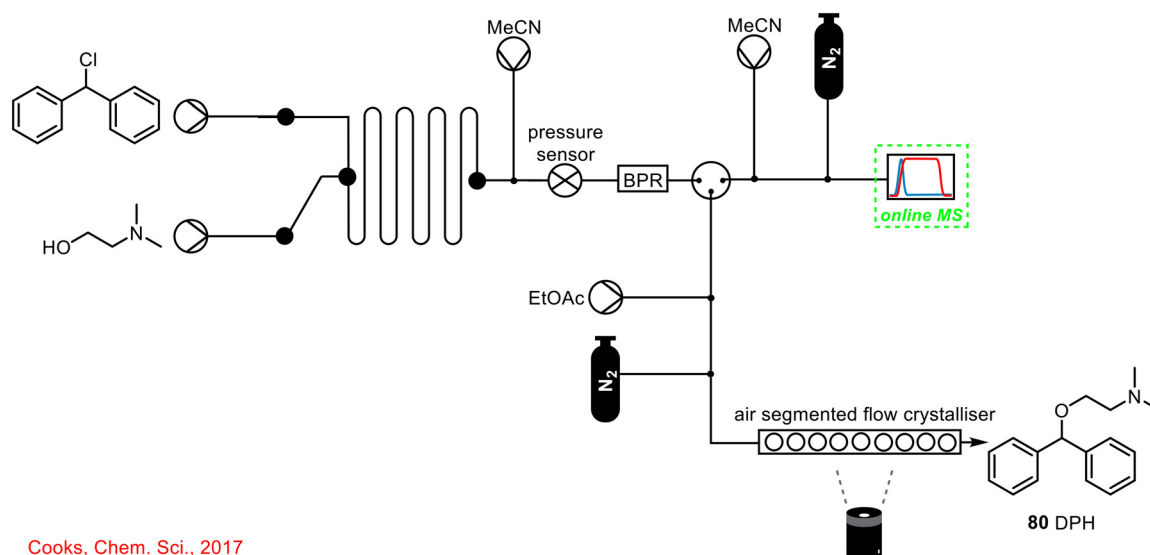 Cl
MeCN
MeCN
N2
pressure
sensor
BPR
online MS
HO
N
EtOAc
N2
air segmented flow crystalliser
N
O
80 DPH
Cooks, Chem. Sci., 2017